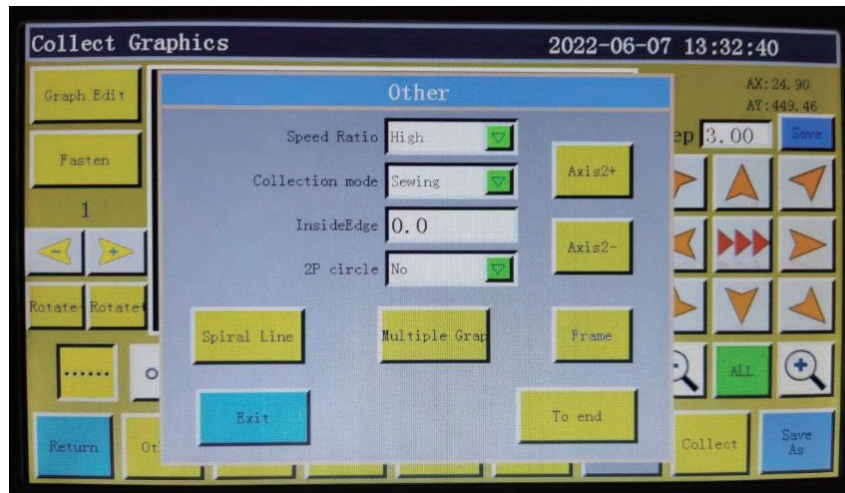 Collect Graphics
2022-06-07 13:32:40
Graph Edit
Other
AX:24.90
AY:449.46
Speed Ratio High
3.00 Save
Fasten
Collection mode Sewing
Axis2+
1
InsideEdge 0.0
Axis2-
- +
2P circle No
Rotate- Rotate
Spiral Line
Multiple Grap
Frame
ALL
Exit
To end
Return
Collect
Save
As